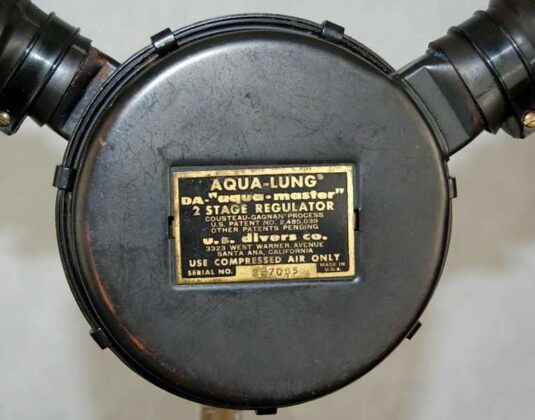 AQUA-LUNG®
DA-"aqua-master"
2 STAGE REGULATOR
COUSTEAU-GAGNAN PROCESS
U.S. PATENT NO. 2,485,039
OTHER PATENTS PENDING
U.S. divers co.
3323 WEST WARNER AVENUE
SANTA ANA, CALIFORNIA
USE COMPRESSED AIR ONLY
SERIAL NO. MADE IN U.S.A.